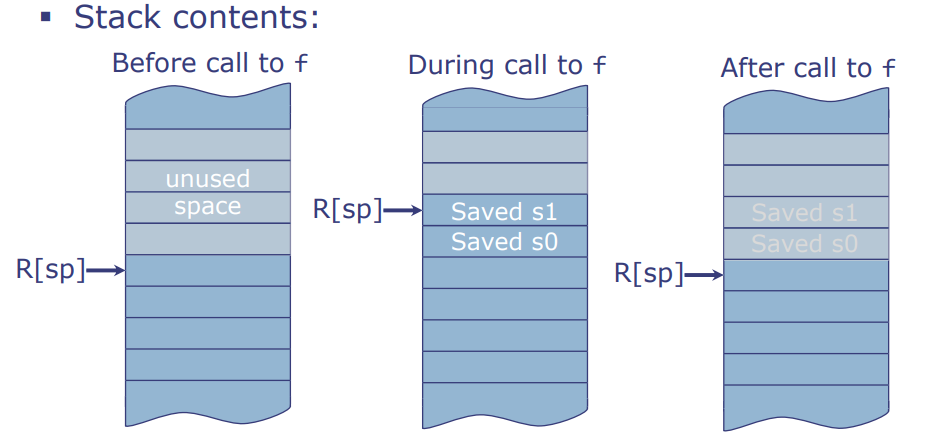 ▪ Stack contents:
Before call to f
During call to f
After call to f
unused
space
R[sp]
R[sp]
Saved s1
Saved s0
Saved s1
Saved s0
R[sp]